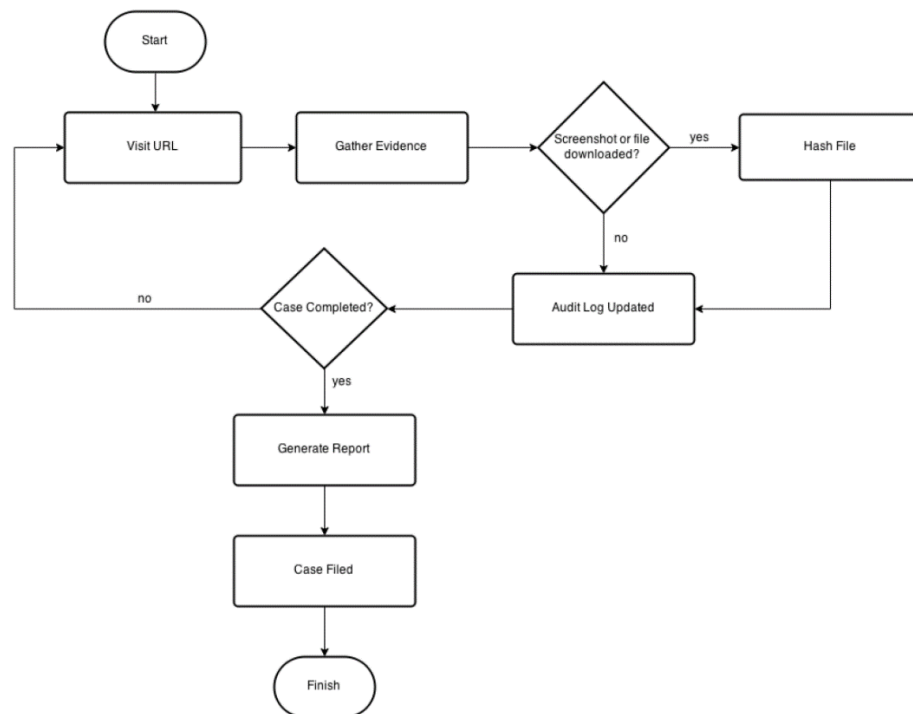 Start
Visit URL
Gather Evidence
Screenshot or file
downloaded?
yes
Hash File
no
Audit Log Updated
Case Completed?
no
yes
Generate Report
Case Filed
Finish